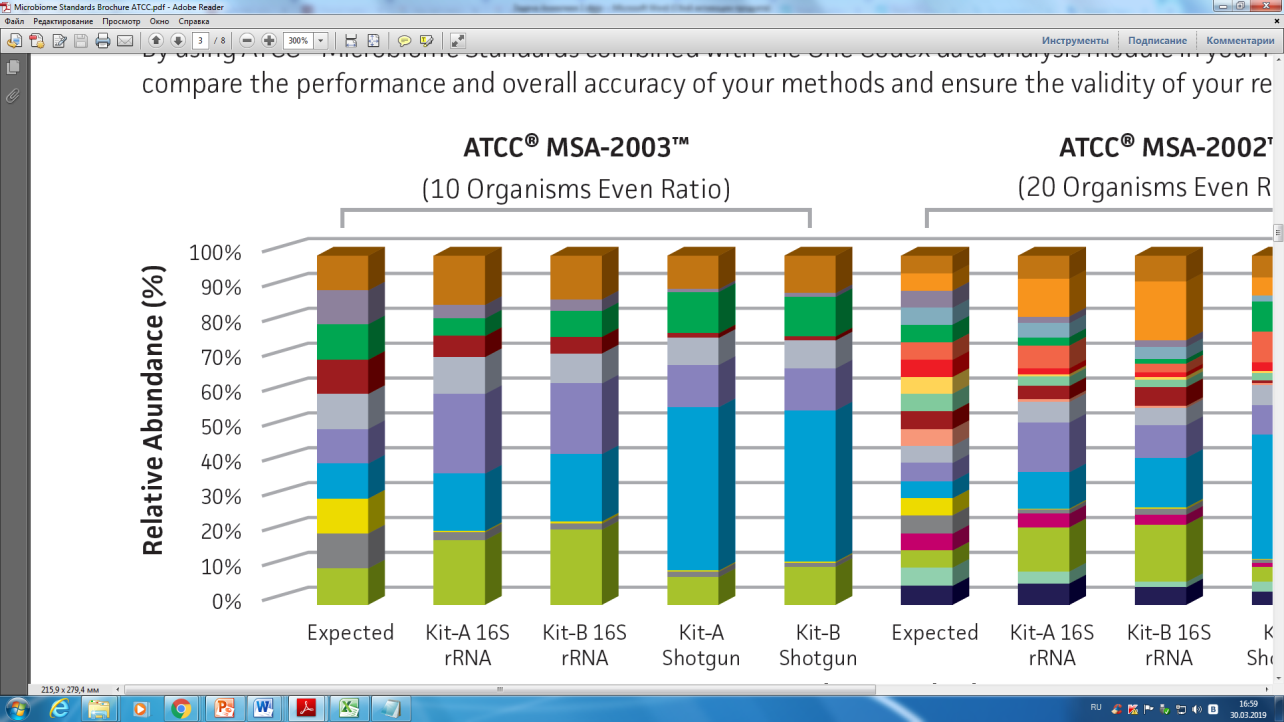 Microbiome Standards Brochure ATCC.pdf - Adobe Reader
Файл Редактирование Просмотр Окно Справка
3 / 8 300%
Инструменты Подписание Комментарии
compare the performance and overall accuracy of your methods and ensure the validity of your re
ATCC® MSA-2003™
(10 Organisms Even Ratio)
ATCC® MSA-2002™
(20 Organisms Even R
Relative Abundance (%)
100%
90%
80%
70%
60%
50%
40%
30%
20%
10%
0%
Expected
Kit-A 16S
rRNA
Kit-B 16S
rRNA
Kit-A
Shotgun
Kit-B
Shotgun
Expected
Kit-A 16S
rRNA
Kit-B 16S
rRNA
K
Sh
215,9 x 279,4 мм
RU
16:59
30.03.2019